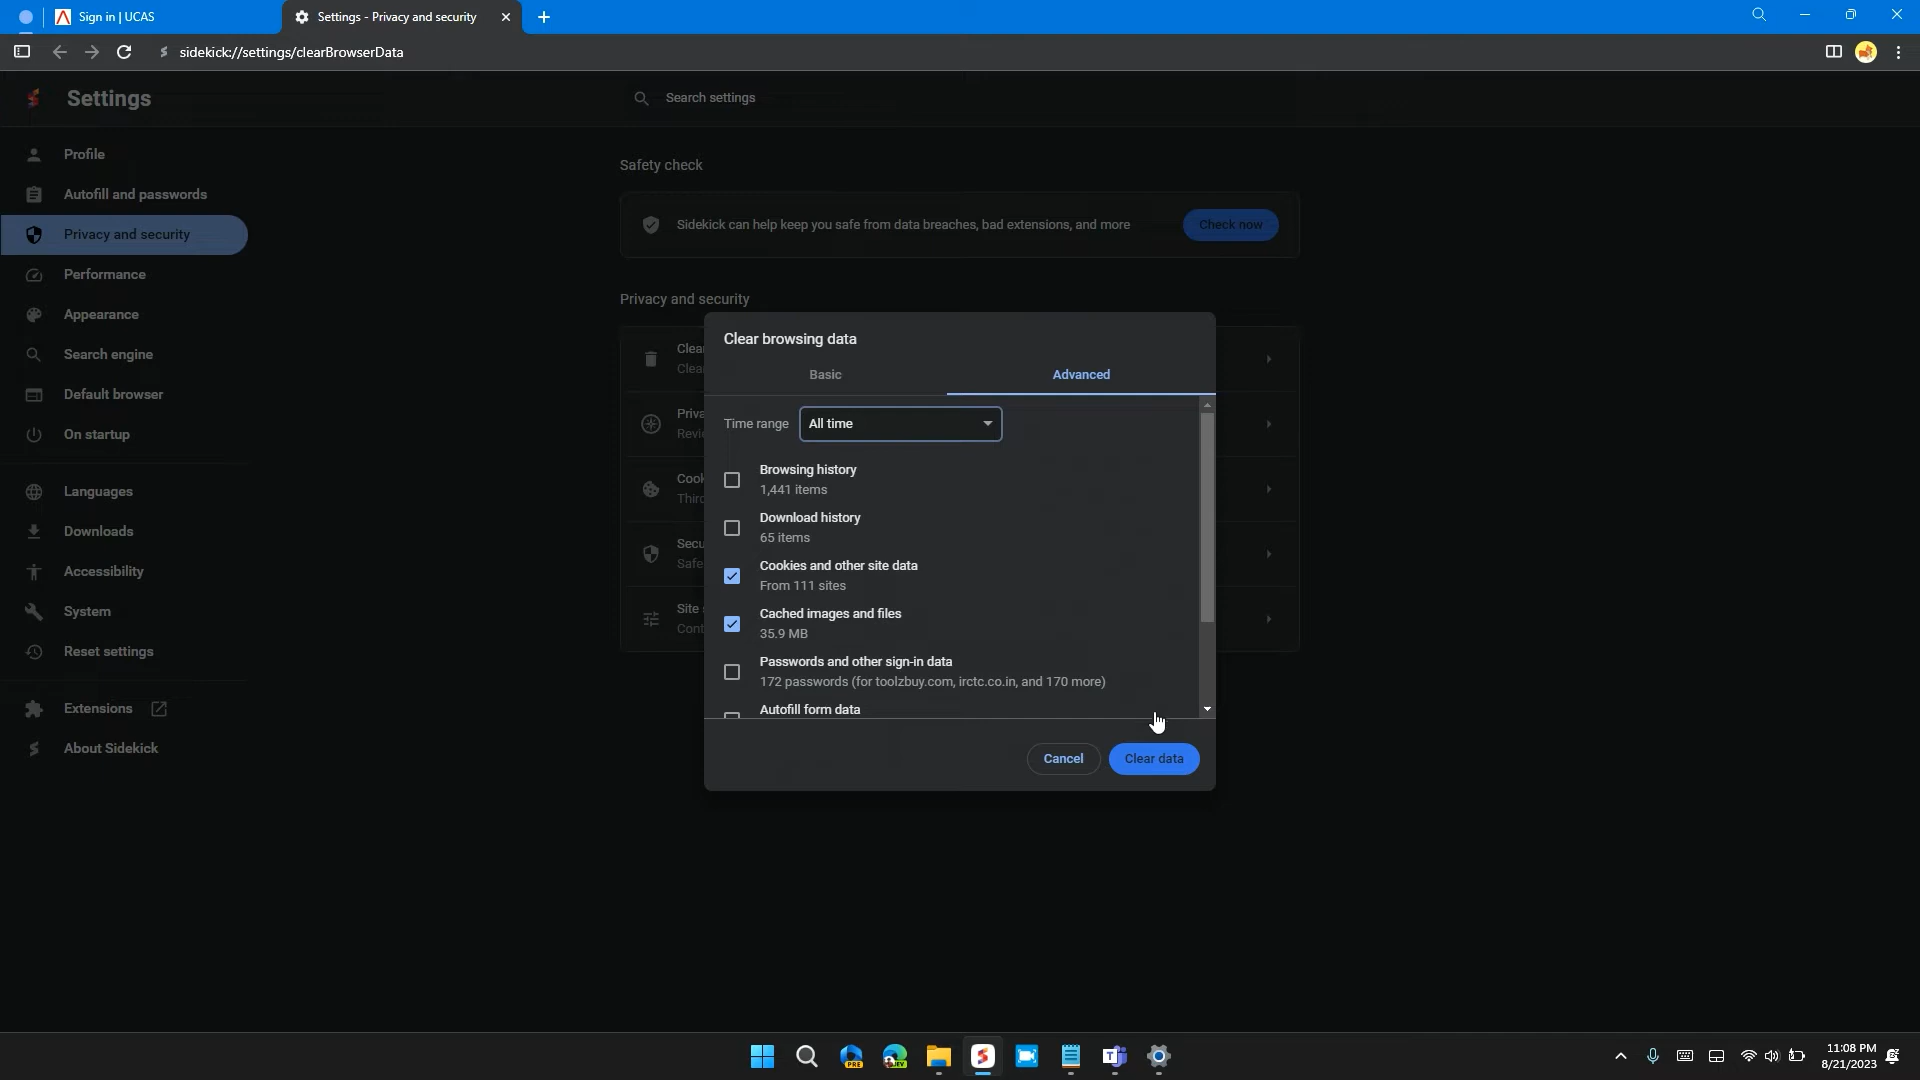 Sign in | UCAS
Settings - Privacy and security
sidekick://settings/clearBrowserData
Settings
Search settings
Profile
Autofill and passwords
Privacy and security
Performance
Appearance
Search engine
Default browser
On startup
Languages
Downloads
Accessibility
System
Reset settings
Extensions
About Sidekick
Safety check
Sidekick can help keep you safe from data breaches, bad extensions, and more
Check now
Privacy and security
Clear browsing data
Basic
Advanced
Time range
All time
Browsing history
1,441 items
Download history
65 items
Cookies and other site data
From 111 sites
Cached images and files
35.9 MB
Passwords and other sign-in data
172 passwords (for toolzbuy.com, irctc.co.in, and 170 more)
Autofill form data
Cancel
Clear data
11:08 PM
8/21/2023